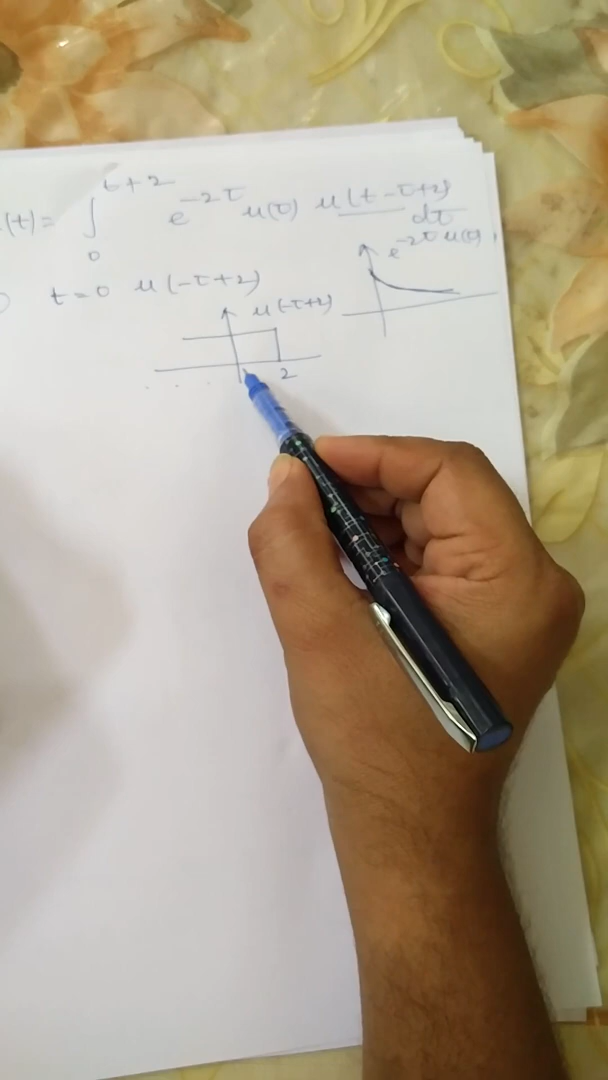 (t) = ∫₀^{t+2} e^{-2τ} u(τ) u(t-τ+2) dτ
e^{-2τ} u(τ)
t=0 u(-τ+2)
u(-τ+2)
2